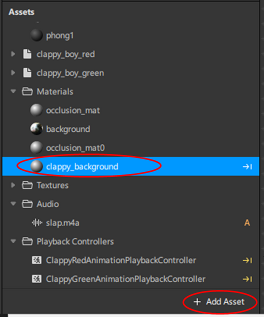 Assets
phong1
clappy_boy_red
clappy_boy_green
Materials
occlusion_mat
background
occlusion_mat0
clappy_background
Textures
Audio
slap.m4a A
Playback Controllers
ClappyRedAnimationPlaybackController
ClappyGreenAnimationPlaybackController
+ Add Asset